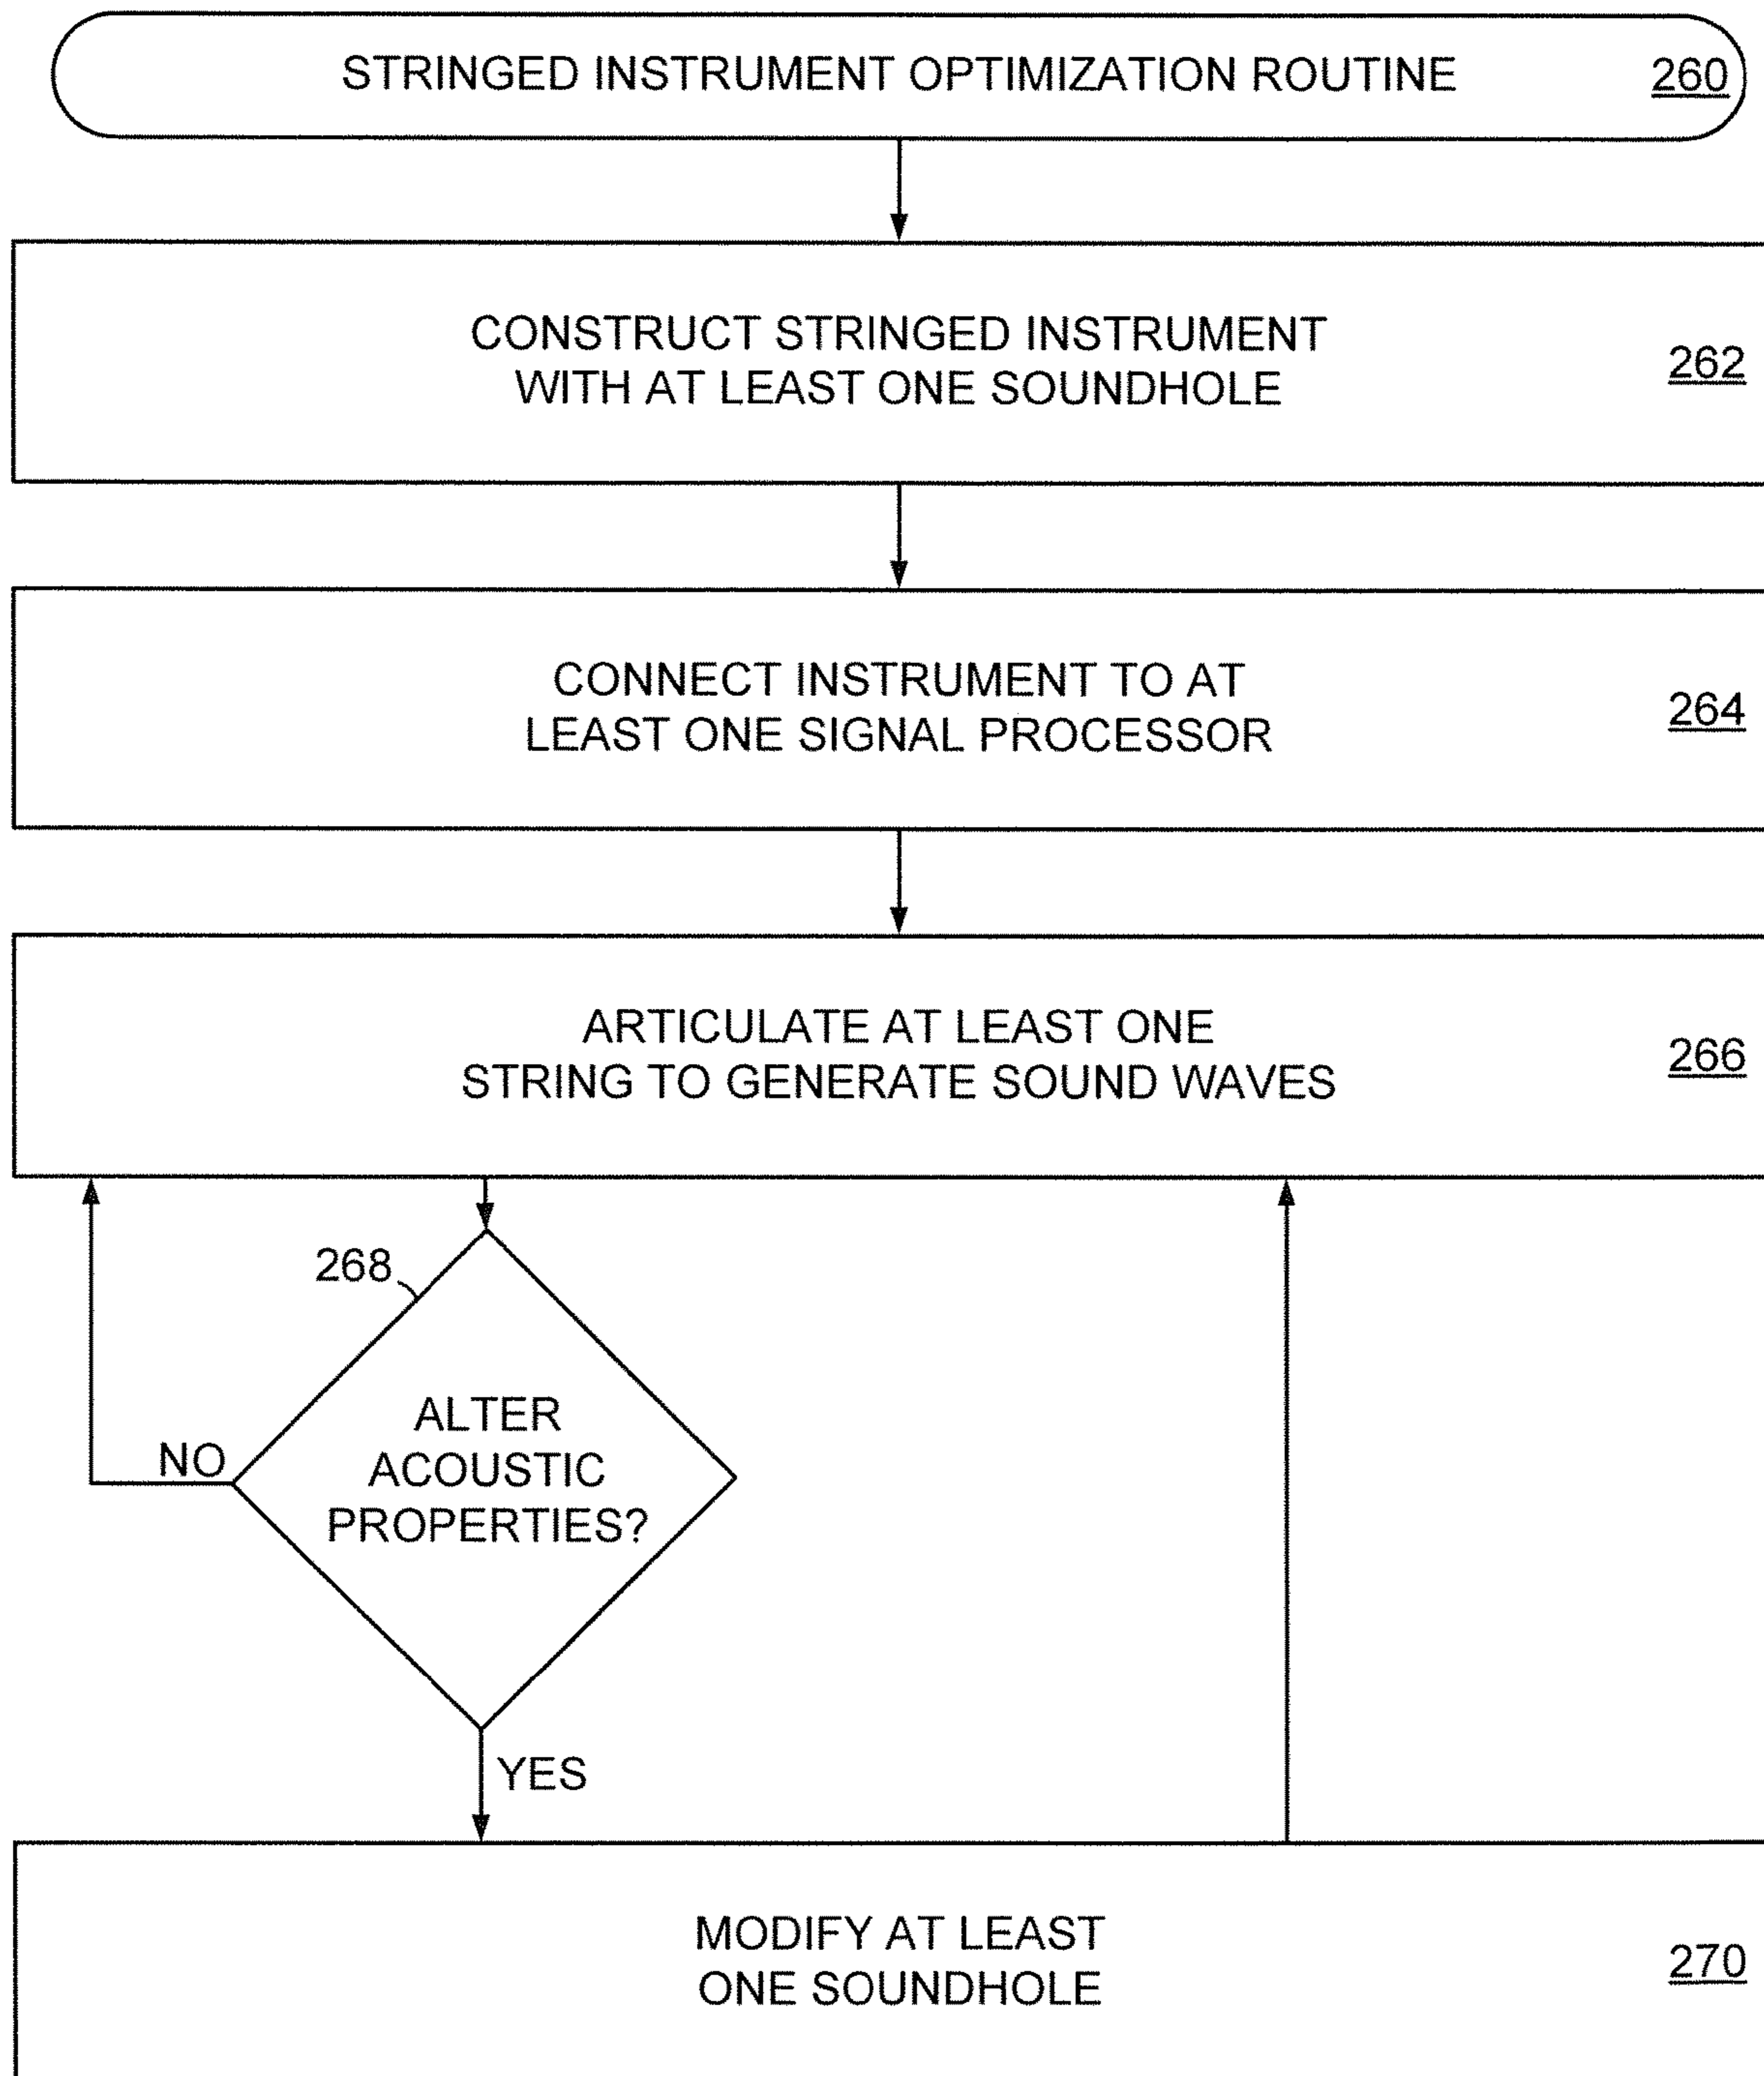 STRINGED INSTRUMENT OPTIMIZATION ROUTINE 260
CONSTRUCT STRINGED INSTRUMENT
WITH AT LEAST ONE SOUNDHOLE
262
CONNECT INSTRUMENT TO AT
LEAST ONE SIGNAL PROCESSOR
264
ARTICULATE AT LEAST ONE
STRING TO GENERATE SOUND WAVES
266
268
ALTER
ACOUSTIC
PROPERTIES?
NO
YES
MODIFY AT LEAST
ONE SOUNDHOLE
270